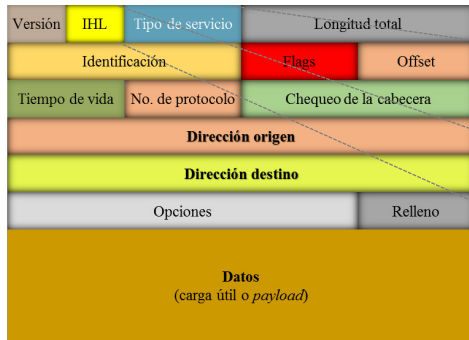 Versión IHL Tipo de servicio Longitud total
Identificación Flags Offset
Tiempo de vida No. de protocolo Chequeo de la cabecera
Dirección origen
Dirección destino
Opciones Relleno
Datos
(carga útil o payload)